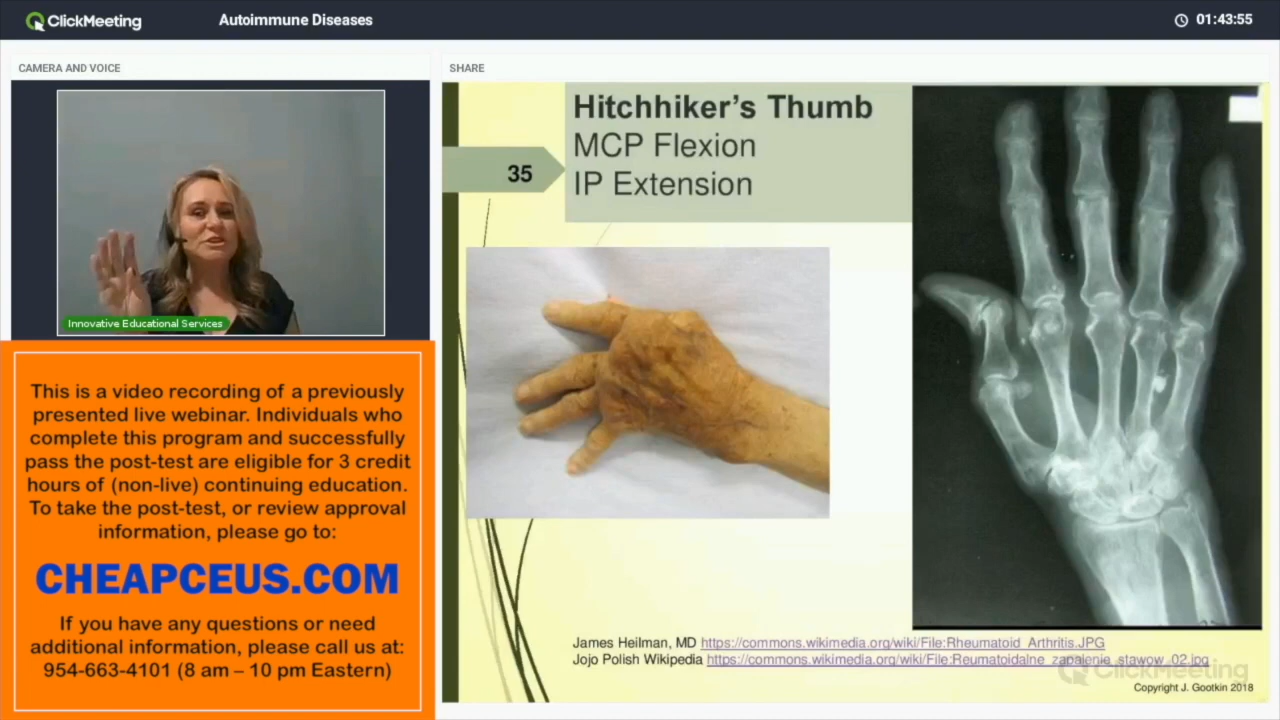 ClickMeeting
Autoimmune Diseases
01:43:55
CAMERA AND VOICE
Innovative Educational Services
This is a video recording of a previously
presented live webinar. Individuals who
complete this program and successfully
pass the post-test are eligible for 3 credit
hours of (non-live) continuing education.
To take the post-test, or review approval
information, please go to:
CHEAPCEUS.COM
If you have any questions or need
additional information, please call us at:
954-663-4101 (8 am – 10 pm Eastern)
SHARE
35
Hitchhiker’s Thumb
MCP Flexion
IP Extension
James Heilman, MD https://commons.wikimedia.org/wiki/File:Rheumatoid_Arthritis.JPG
Jojo Polish Wikipedia https://commons.wikimedia.org/wiki/File:Reumatoidalne_zapalenie_stawow_02.jpg
ClickMeeting
Copyright J. Gootkin 2018